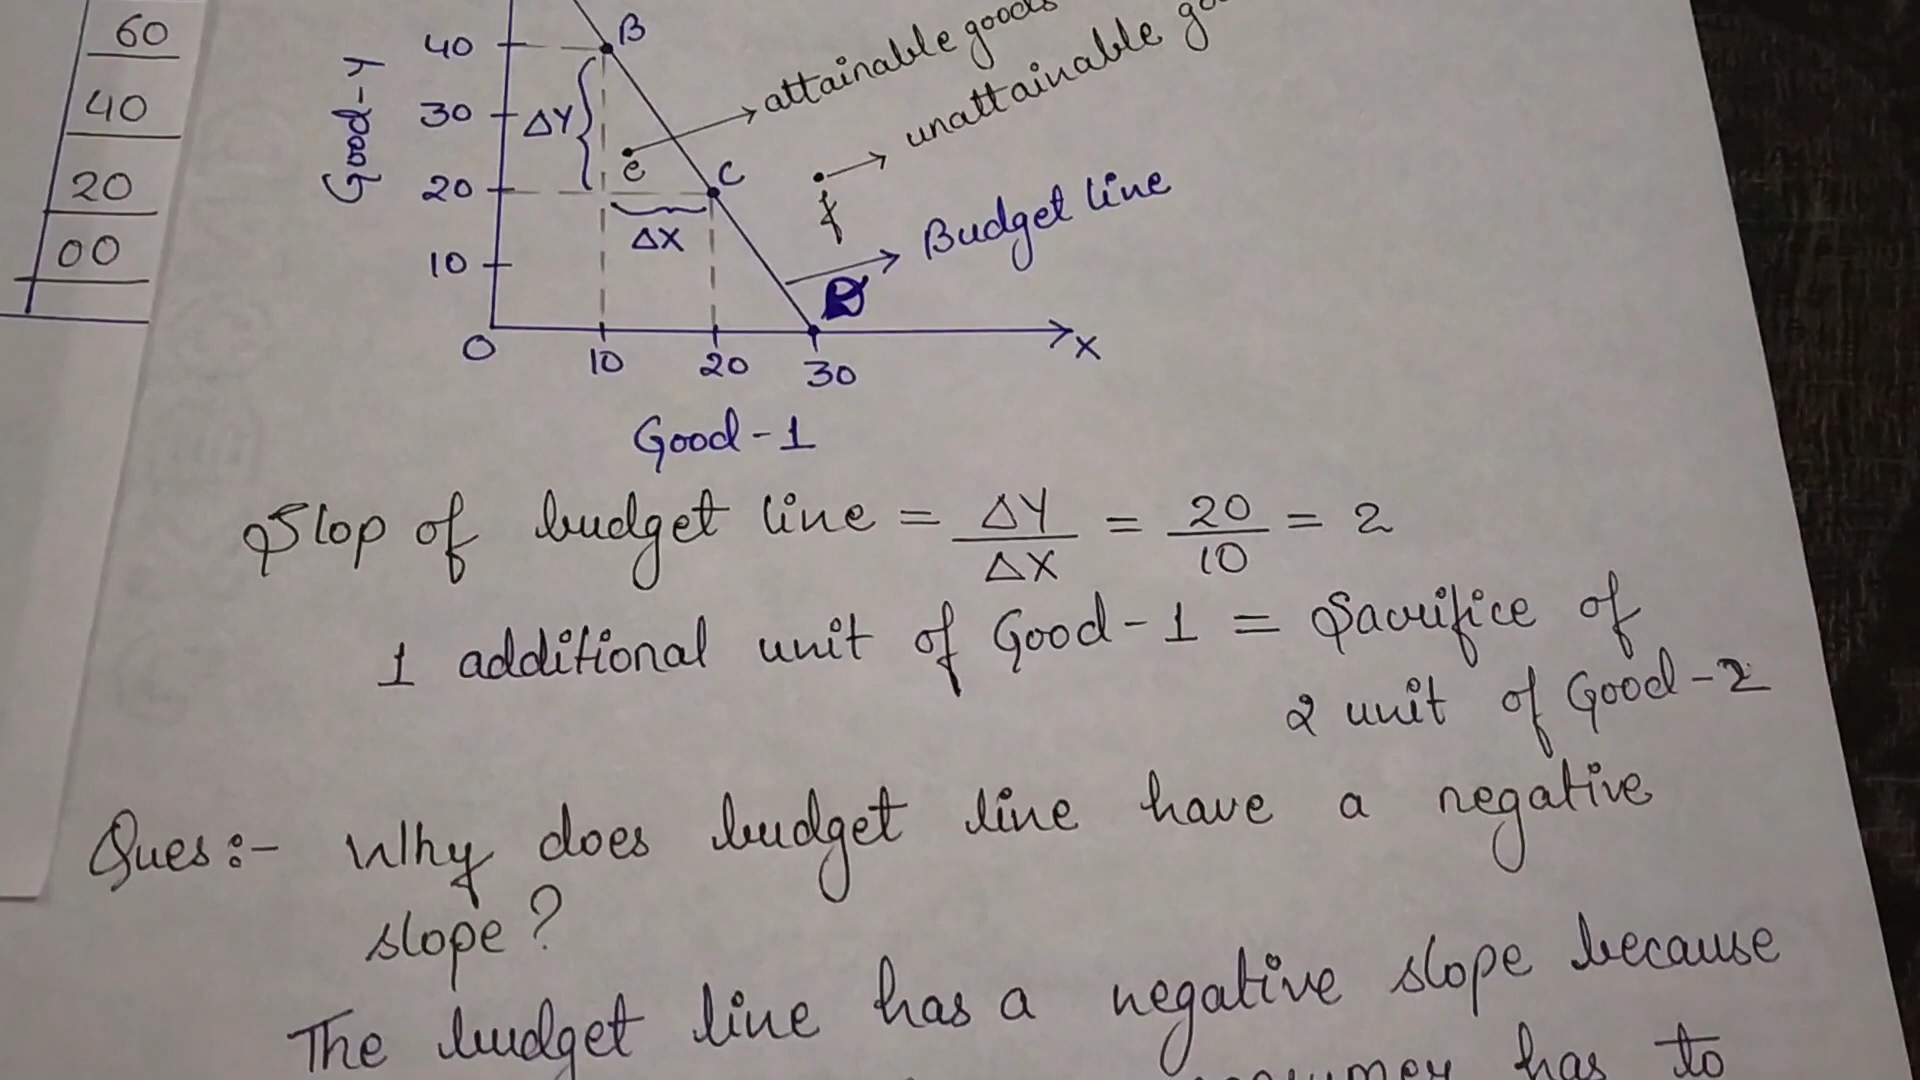 60
40
20
00
40
30
20
10
Good-Y
B
ΔY
e
C
ΔX
f
attainable goods
unattainable
Budget line
O
10
20
30
X
Good-1
Slop of budget line = ΔY/ΔX = 20/10 = 2
1 additional unit of Good-1 = Sacrifice of
2 unit of Good-2
Ques:- Why does budget line have a negative
slope?
The budget line has a negative slope because
has to